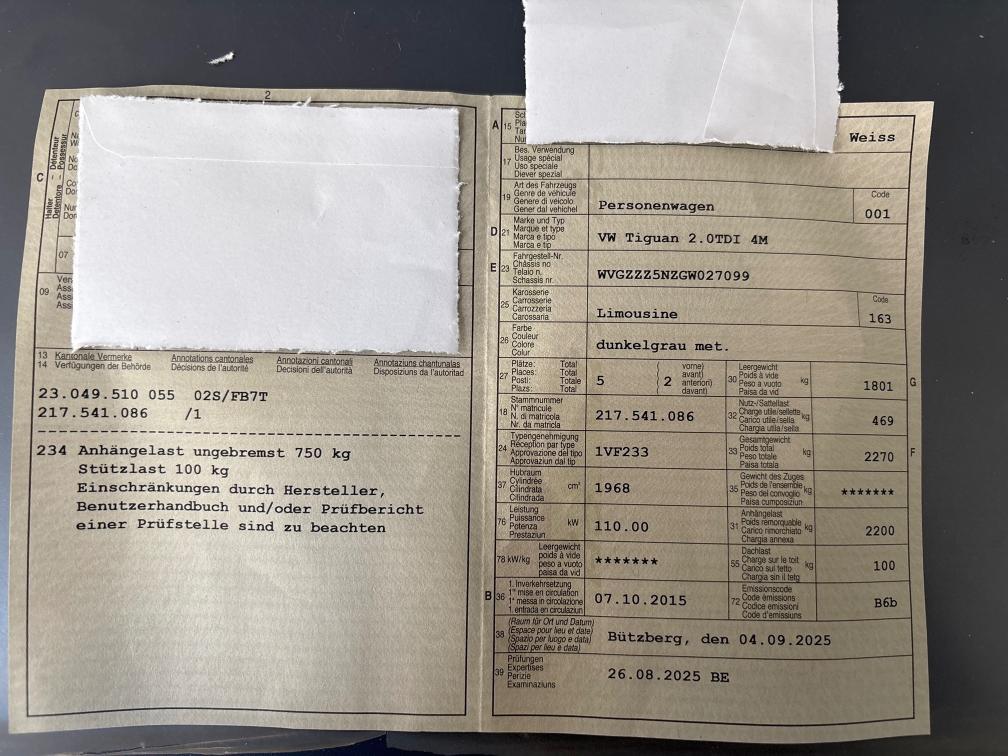 2
C
Détenteur
Possessur
Halter
Detentore
07
09
Ver
Ass
Ass
Ass
13 Kantonale Vermerke Annotations cantonales Annotazioni cantonali Annotaziuns chantunalas
14 Verfügungen der Behörde Décisions de l'autorité Decisioni dell'autorità Disposiziuns da l'autoritad
23.049.510 055 02S/FB7T
217.541.086 /1
234 Anhängelast ungebremst 750 kg
Stützlast 100 kg
Einschränkungen durch Hersteller,
Benutzerhandbuch und/oder Prüfbericht
einer Prüfstelle sind zu beachten
A 15
Weiss
17 Bes. Verwendung
Usage spécial
Uso speciale
Diever spezial
19 Art des Fahrzeugs
Genre de véhicule
Genere di veicolo
Gener dal vehichel
Personenwagen
Code
001
D 21 Marke und Typ
Marque et type
Marca e tipo
Marca e tip
VW Tiguan 2.0TDI 4M
E 23 Fahrgestell-Nr.
Châssis no
Telaio n.
Schassis nr.
WVGZZZ5NZGW027099
25 Karosserie
Carrosserie
Carrozzeria
Carossaria
Limousine
Code
163
26 Farbe
Couleur
Colore
Colur
dunkelgrau met.
27 Plätze: Total
Places: Total
Posti: Totale
Plazs: Total
5
( 2
vorne)
avant)
anteriori)
davant)
30 Leergewicht
Poids à vide
Peso a vuoto
Paisa da vid
kg
1801
G
18 Stammnummer
N° matricule
N. di matricola
Nr. da matricla
217.541.086
32 Nutz-/Sattellast
Charge utile/sellette
Carico utile/sella
Chargia utila/sella
kg
469
24 Typengenehmigung
Réception par type
Approvazione del tipo
Approvaziun dal tip
1VF233
33 Gesamtgewicht
Poids total
Peso totale
Paisa totala
kg
2270
F
37 Hubraum
Cylindrée
Cilindrata
Cilindrada
cm³
1968
35 Gewicht des Zuges
Poids de l'ensemble
Peso del convoglio
Paisa cumposiziun
kg
*******
76 Leistung
Puissance
Potenza
Prestaziun
kW
110.00
31 Anhängelast
Poids remorquable
Carico rimorchiato
Chargia annexa
kg
2200
78 kW/kg
Leergewicht
poids à vide
peso a vuoto
paisa da vid
*******
55 Dachlast
Charge sur le toit
Carico sul tetto
Chargia sin il tetg
kg
100
B 36 1. Inverkehrsetzung
1re mise en circulation
1a messa in circolazione
1. entrada en circulaziun
07.10.2015
72 Emissionscode
Code émissions
Codice emissioni
Code d'emissiuns
B6b
38 (Raum für Ort und Datum)
(Espace pour lieu et date)
(Spazio per luogo e data)
(Spazi per lieu e data)
Bützberg, den 04.09.2025
39 Prüfungen
Expertises
Perizie
Examinaziuns
26.08.2025 BE